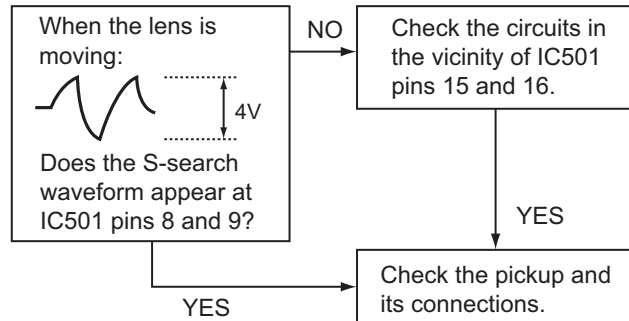 When the lens is
moving:
4V
Does the S-search
waveform appear at
IC501 pins 8 and 9?
NO
Check the circuits in
the vicinity of IC501
pins 15 and 16.
YES
YES
Check the pickup and
its connections.